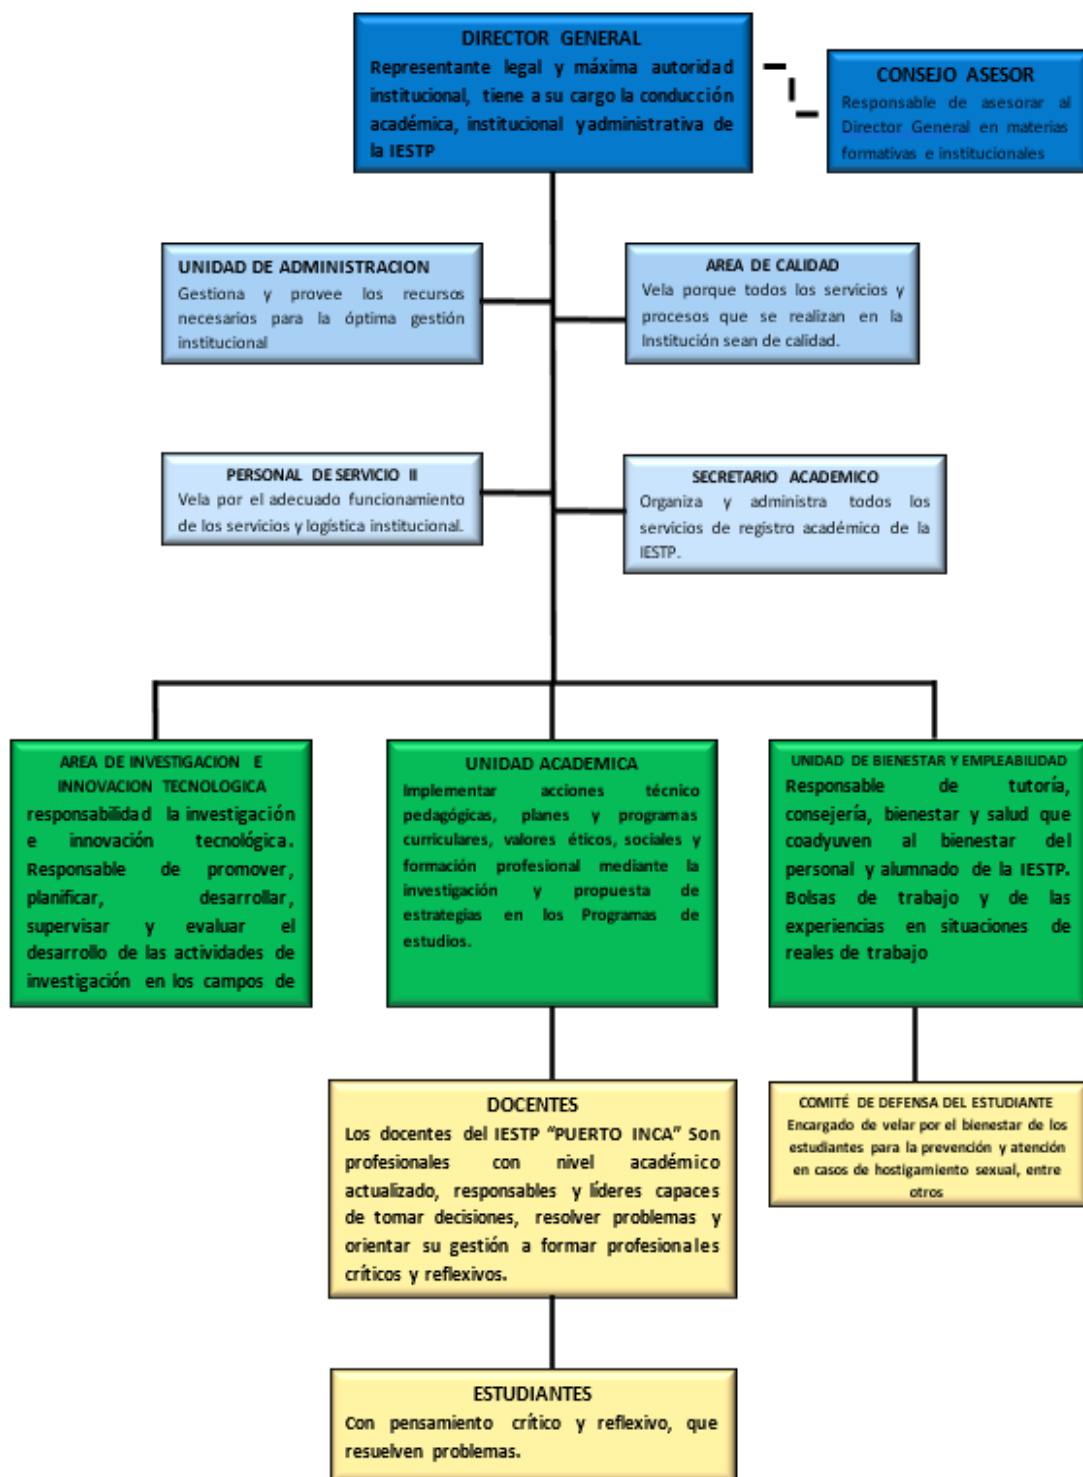 DIRECTOR GENERAL
Representante legal y máxima autoridad
institucional, tiene a su cargo la conducción
académica, institucional yadministrativa de
la IESTP
CONSEJO ASESOR
Responsable de asesorar al
Director General en materias
formativas e institucionales
UNIDAD DE ADMINISTRACION
Gestiona y provee los recursos
necesarios para la óptima gestión
institucional
AREA DE CALIDAD
Vela porque todos los servicios y
procesos que se realizan en la
Institución sean de calidad.
PERSONAL DE SERVICIO II
Vela por el adecuado funcionamiento
de los servicios y logística institucional.
SECRETARIO ACADEMICO
Organiza y administra todos los
servicios de registro académico de la
IESTP.
AREA DE INVESTIGACION E
INNOVACION TECNOLOGICA
responsabilidad la investigación
e innovación tecnológica.
Responsable de promover,
planificar, desarrollar,
supervisar y evaluar el
desarrollo de las actividades de
investigación en los campos de
UNIDAD ACADEMICA
Implementar acciones técnico
pedagógicas, planes y programas
curriculares, valores éticos, sociales y
formación profesional mediante la
investigación y propuesta de
estrategias en los Programas de
estudios.
UNIDAD DE BIENESTAR Y EMPLEABILIDAD
Responsable de tutoría,
consejería, bienestar y salud que
coadyuven al bienestar del
personal y alumnado de la IESTP.
Bolsas de trabajo y de las
experiencias en situaciones de
reales de trabajo
DOCENTES
Los docentes del IESTP “PUERTO INCA” Son
profesionales con nivel académico
actualizado, responsables y líderes capaces
de tomar decisiones, resolver problemas y
orientar su gestión a formar profesionales
críticos y reflexivos.
COMITÉ DE DEFENSA DEL ESTUDIANTE
Encargado de velar por el bienestar de los
estudiantes para la prevención y atención
en casos de hostigamiento sexual, entre
otros
ESTUDIANTES
Con pensamiento crítico y reflexivo, que
resuelven problemas.